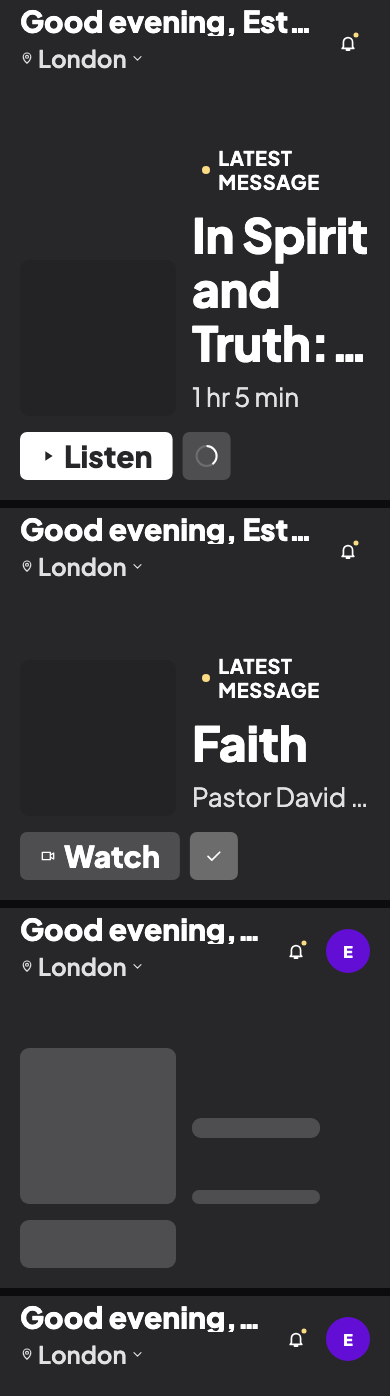 Good evening, Est...
London
LATEST
MESSAGE
In Spirit
and
Truth: ...
1 hr 5 min
Listen
Good evening, Est...
London
LATEST
MESSAGE
Faith
Pastor David ...
Watch
Good evening, ...
London
E
Good evening, ...
London
E